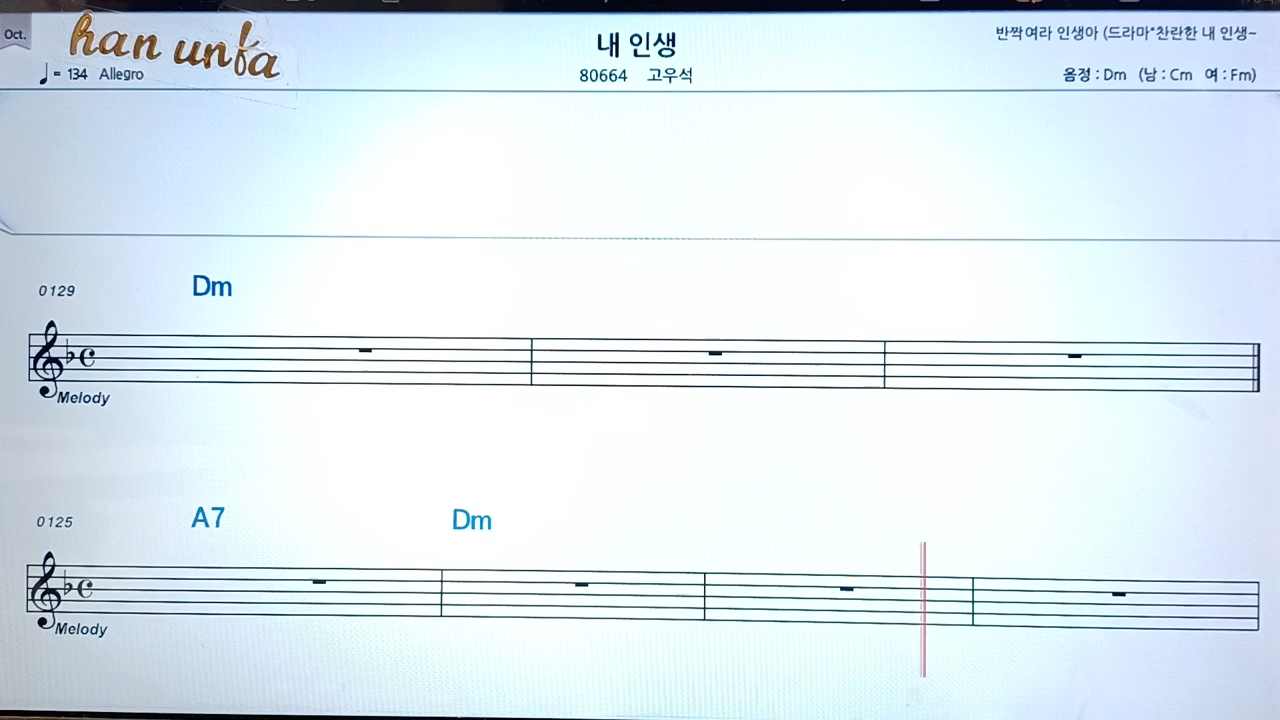 Oct.
han unfa
♩= 134 Allegro
내 인생
80664 고우석
반짝여라 인생아 (드라마"찬란한 내 인생~
음정 : Dm (남 : Cm 여 : Fm)
0129 Dm
Melody
0125 A7 Dm
Melody